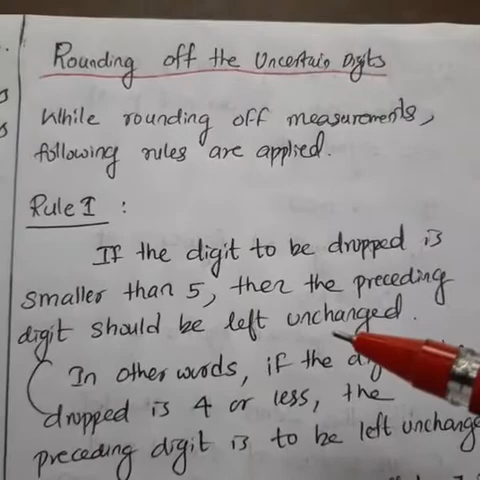 Rounding off the Uncertain Digits
While rounding off measurements,
following rules are applied.
Rule I :
If the digit to be dropped is
smaller than 5, then the preceding
digit should be left unchanged.
In other words, if the
dropped is 4 or less, the
preceding digit is to be left unchange